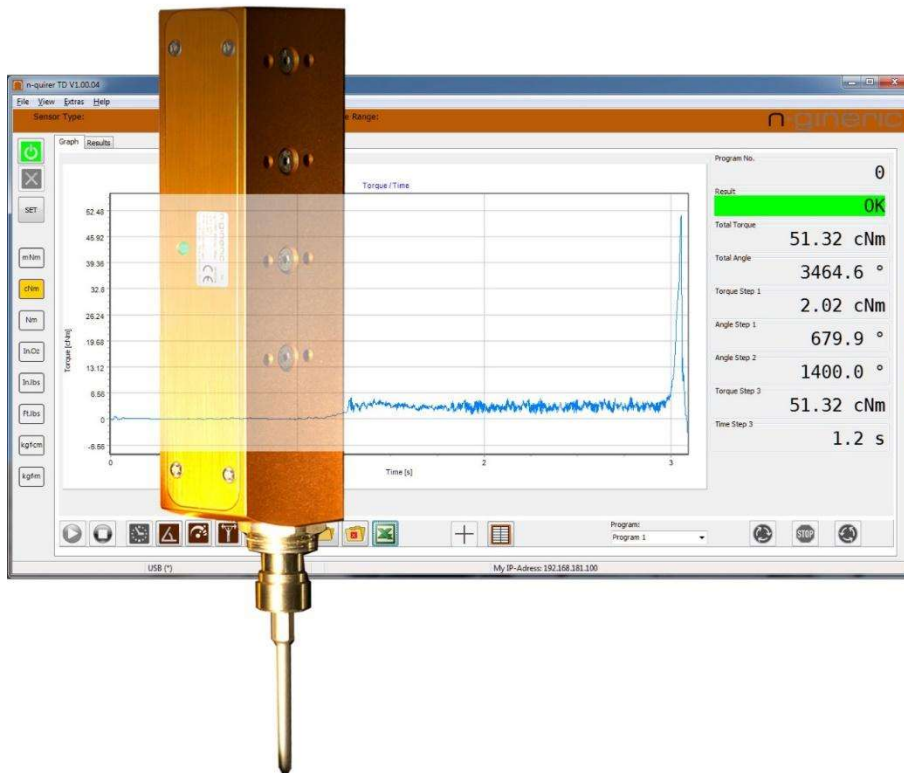 n-quirer TD V1.00.04
File View Extras Help
Sensor Type:
e Range:
n-gineric
Graph Results
SET
mNm
cNm
Nm
In.Oz
In.lbs
Ft.lbs
kgfcm
kgfm
Torque / Time
Torque [cNm]
52.48
45.92
39.36
32.8
26.24
19.68
13.12
6.56
0
-6.56
0
2
3
Time [s]
Program No.
0
Result
OK
Total Torque
51.32 cNm
Total Angle
3464.6 °
Torque Step 1
2.02 cNm
Angle Step 1
679.9 °
Angle Step 2
1400.0 °
Torque Step 3
51.32 cNm
Time Step 3
1.2 s
n-gineric
CE
Program:
Program 1
STOP
USB (*)
My IP-Adress: 192.168.181.100